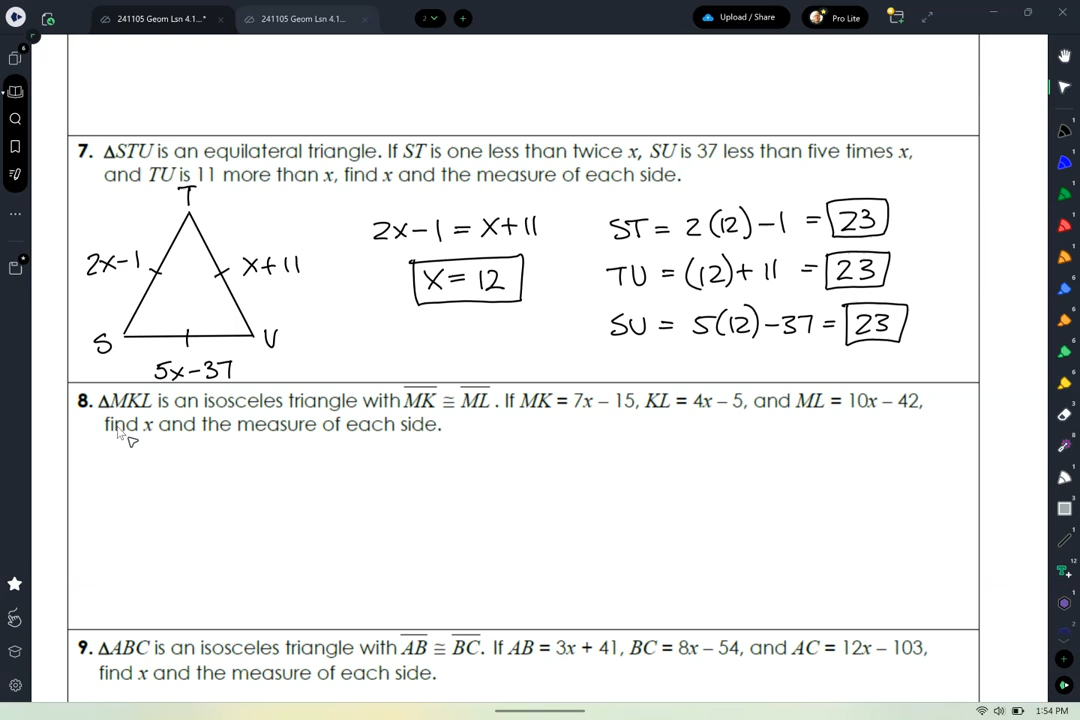 241105 Geom Lsn 4.1...*
241105 Geom Lsn 4.1...
2
Upload / Share
Pro Lite
7. ΔSTU is an equilateral triangle. If ST is one less than twice x, SU is 37 less than five times x,
and TU is 11 more than x, find x and the measure of each side.
T
2x-1
x+11
S
U
5x-37
2x-1 = x+11
x = 12
ST = 2(12)-1 = 23
TU = (12)+11 = 23
SU = 5(12)-37 = 23
8. ΔMKL is an isosceles triangle with MK ≅ ML. If MK = 7x – 15, KL = 4x – 5, and ML = 10x – 42,
find x and the measure of each side.
9. ΔABC is an isosceles triangle with AB ≅ BC. If AB = 3x + 41, BC = 8x – 54, and AC = 12x – 103,
find x and the measure of each side.
1:54 PM